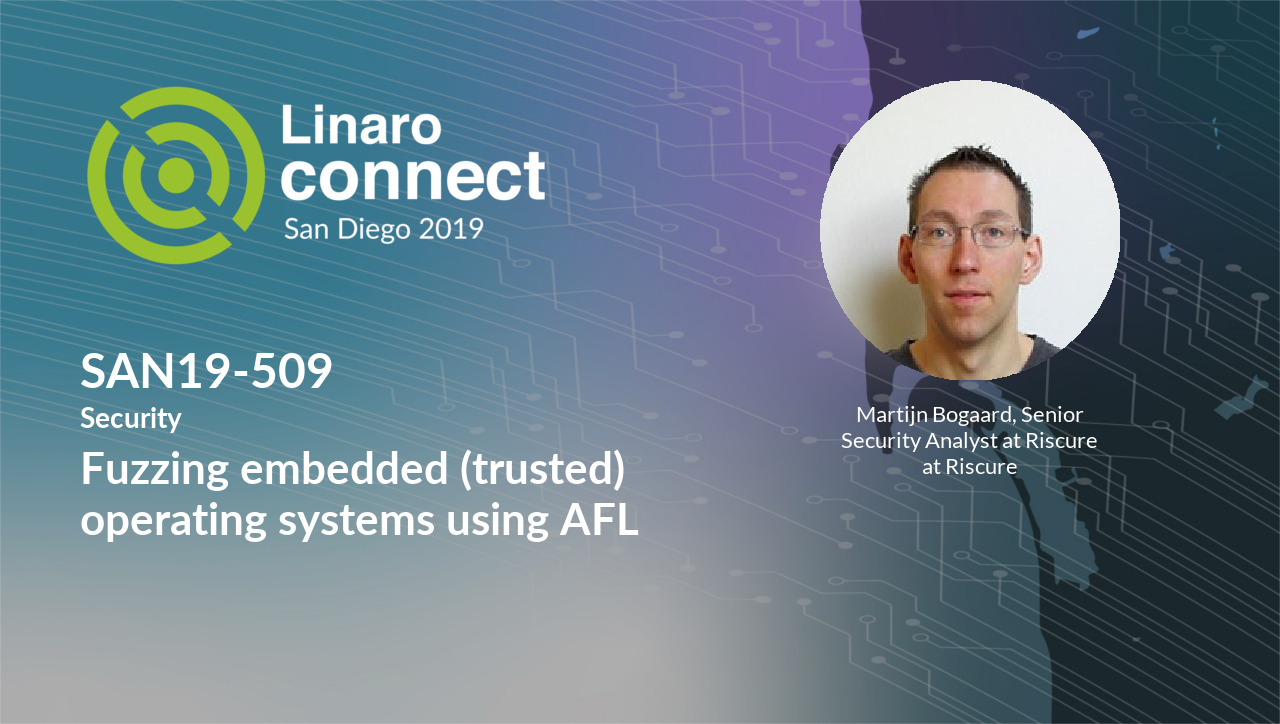 Linaro
connect
San Diego 2019
SAN19-509
Security
Fuzzing embedded (trusted)
operating systems using AFL
Martijn Bogaard, Senior
Security Analyst at Riscure
at Riscure